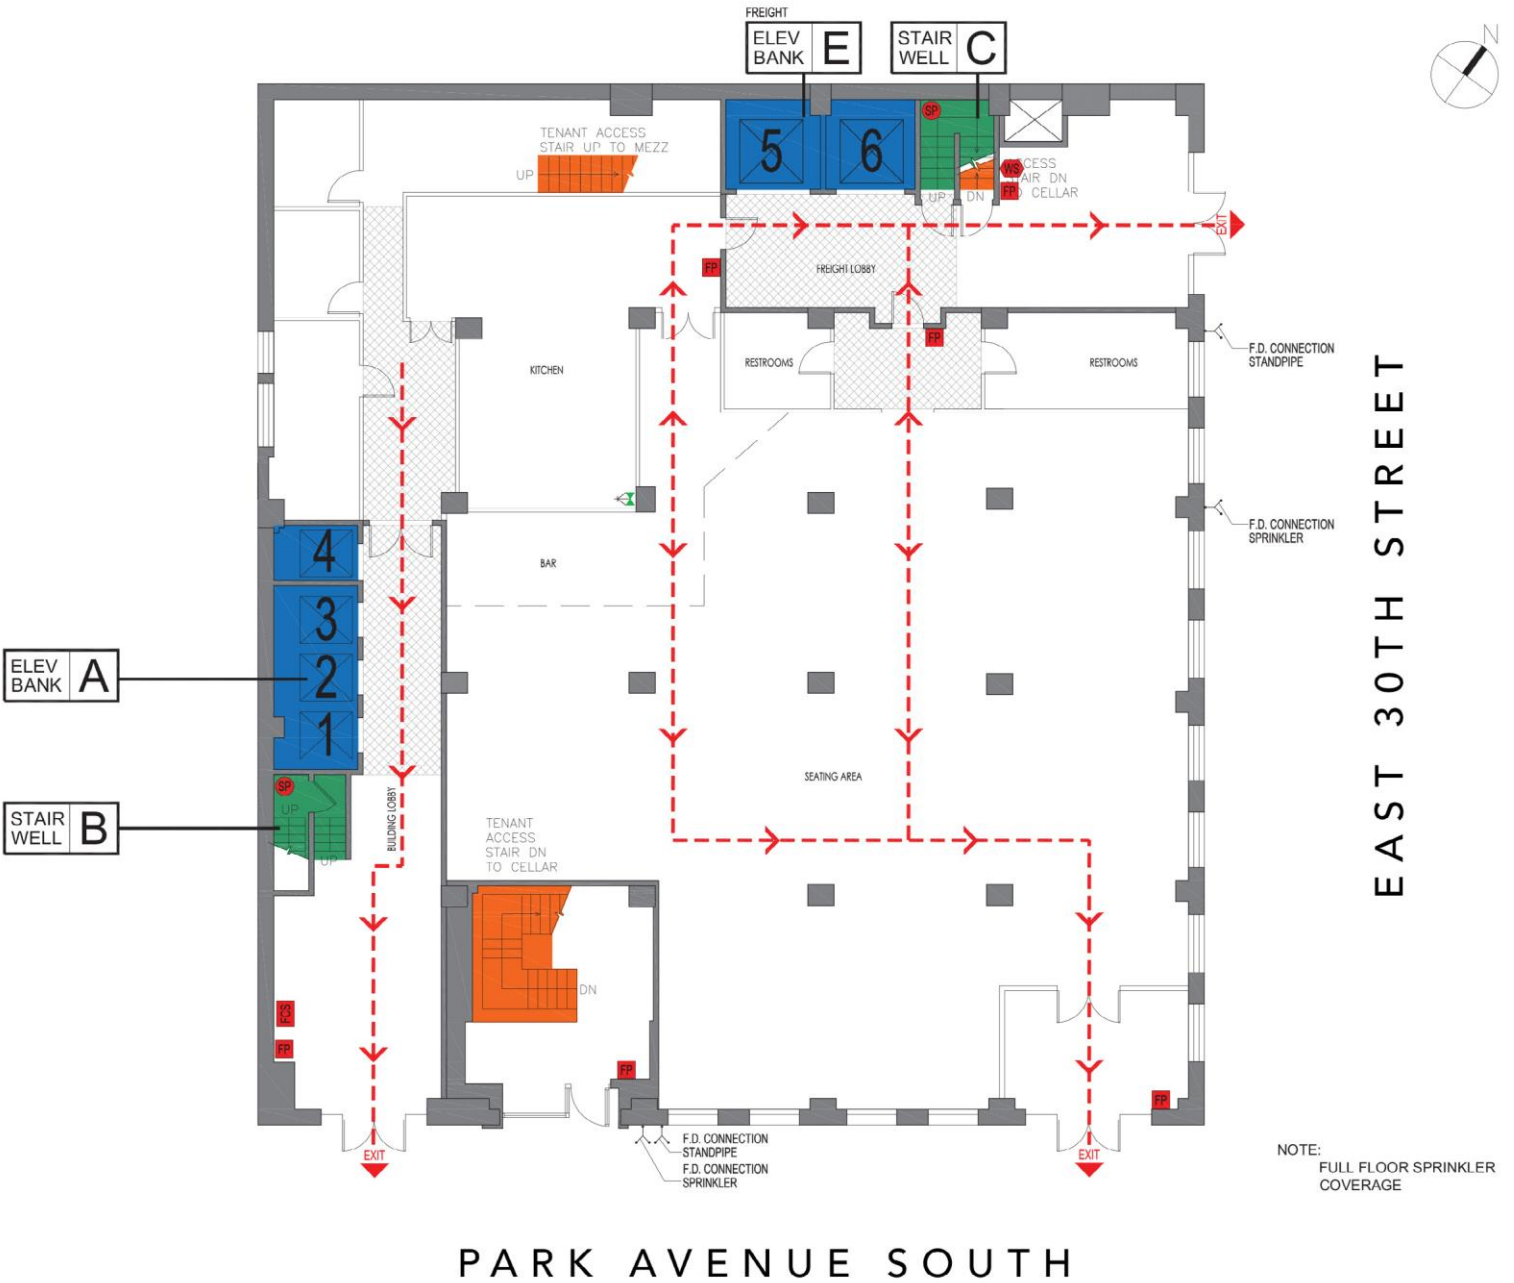 FREIGHT
ELEV
BANK
E
STAIR
WELL
C
N
TENANT ACCESS
STAIR UP TO MEZZ
UP
5
6
SP
WS
CESS
AIR DN
CELLAR
FP
UP
DN
EXIT
FREIGHT LOBBY
FP
FP
RESTROOMS
RESTROOMS
F.D. CONNECTION
STANDPIPE
KITCHEN
F.D. CONNECTION
SPRINKLER
EAST 30TH STREET
4
BAR
3
ELEV
BANK
A
2
1
SEATING AREA
SP
UP
STAIR
WELL
B
UP
BUILDING LOBBY
TENANT
ACCESS
STAIR DN
TO CELLAR
DN
FCS
FP
FP
FP
EXIT
EXIT
F.D. CONNECTION
STANDPIPE
F.D. CONNECTION
SPRINKLER
NOTE:
FULL FLOOR SPRINKLER
COVERAGE
PARK AVENUE SOUTH